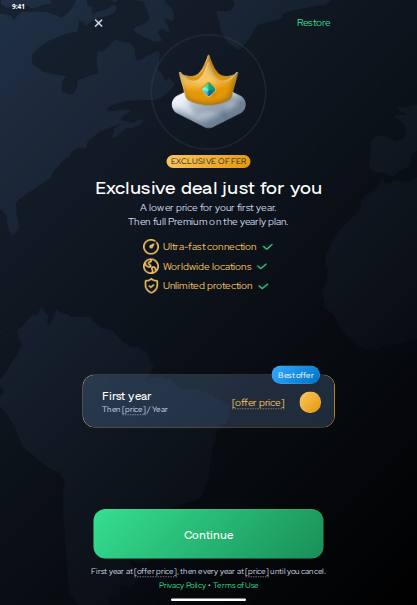 9:41
Restore
EXCLUSIVE OFFER
Exclusive deal just for you
A lower price for your first year.
Then full Premium on the yearly plan.
Ultra-fast connection
Worldwide locations
Unlimited protection
Best offer
First year
[offer price]
Then [price] / Year
Continue
First year at [offer price], then every year at [price] until you cancel.
Privacy Policy • Terms of Use